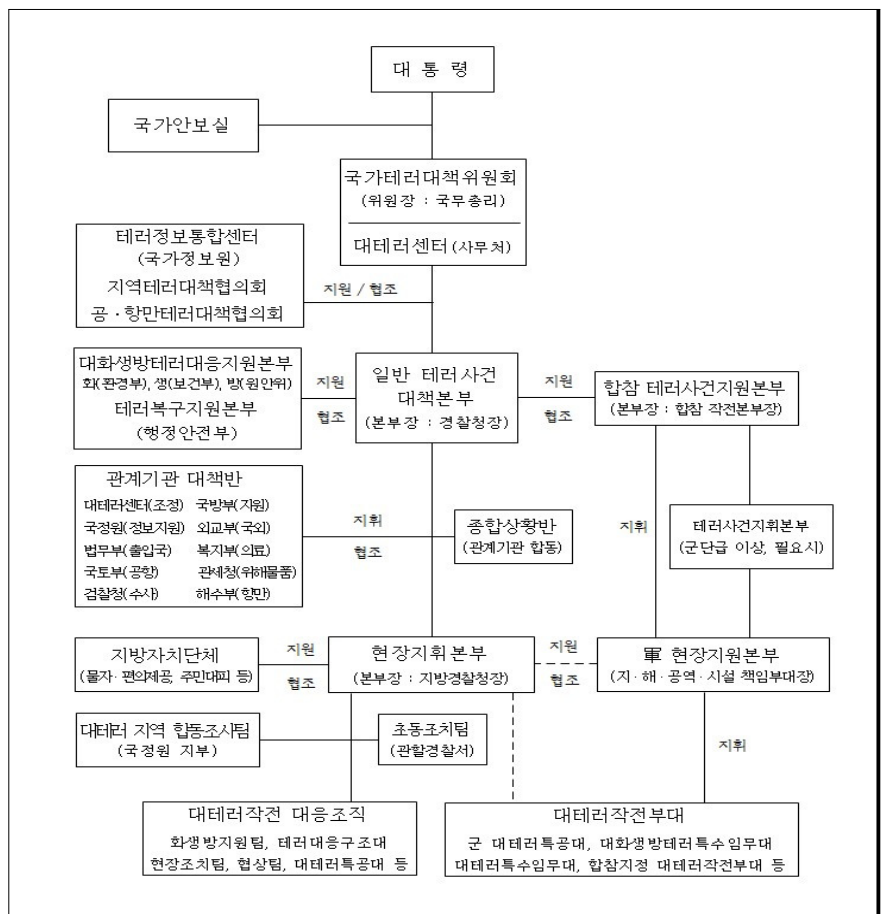 대 통 령
국가안보실
국가테러대책위원회
(위원장 : 국무총리)
대테러센터(사무처)
테러정보통합센터
(국가정보원)
지역테러대책협의회
공·항만테러대책협의회
지원 / 협조
대화생방테러대응지원본부
화(환경부), 생(보건부), 방(원안위)
테러복구지원본부
(행정안전부)
지원
협조
일반 테러사건
대책본부
(본부장 : 경찰청장)
지원
협조
합참 테러사건지원본부
(본부장 : 합참 작전본부장)
관계기관 대책반
대테러센터(조정) 국방부(지원)
국정원(정보지원) 외교부(국외)
법무부(출입국) 복지부(의료)
국토부(공항) 관세청(위해물품)
검찰청(수사) 해수부(항만)
지휘
협조
종합상황반
(관계기관 합동)
지휘
테러사건지휘본부
(군단급 이상, 필요시)
지방자치단체
(물자·편의제공, 주민대피 등)
지원
협조
현장지휘본부
(본부장 : 지방경찰청장)
지원
협조
軍 현장지원본부
(지·해·공역·시설 책임부대장)
대테러 지역 합동조사팀
(국정원 지부)
초동조치팀
(관할경찰서)
지휘
대테러작전 대응조직
화생방지원팀, 테러대응구조대
현장조치팀, 협상팀, 대테러특공대 등
대테러작전부대
군 대테러특공대, 대화생방테러특수임무대
대테러특수임무대, 합참지정 대테러작전부대 등